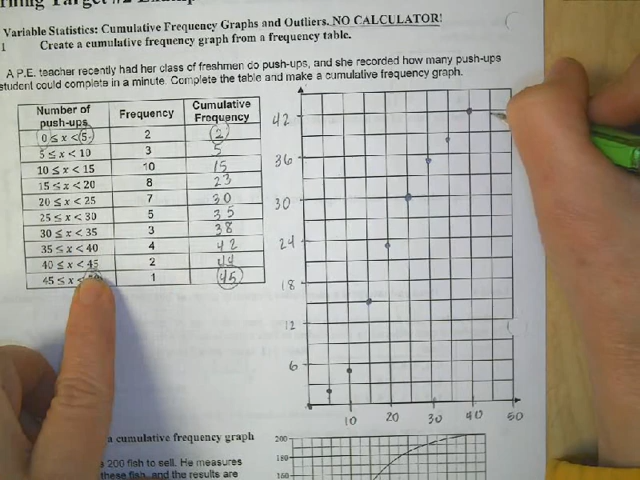 Variable Statistics: Cumulative Frequency Graphs and Outliers. NO CALCULATOR!
1 Create a cumulative frequency graph from a frequency table.
A P.E. teacher recently had her class of freshmen do push-ups, and she recorded how many push-ups
student could complete in a minute. Complete the table and make a cumulative frequency graph.
Number of push-ups Frequency Cumulative Frequency
0 ≤ x < 5 2 2
5 ≤ x < 10 3 5
10 ≤ x < 15 10 15
15 ≤ x < 20 8 23
20 ≤ x < 25 7 30
25 ≤ x < 30 5 35
30 ≤ x < 35 3 38
35 ≤ x < 40 4 42
40 ≤ x < 45 2 44
45 ≤ x < 1 45
42
36
30
24
18
12
6
10 20 30 40 50
a cumulative frequency graph
200 fish to sell. He measures
these fish, and the results are
200
180
160